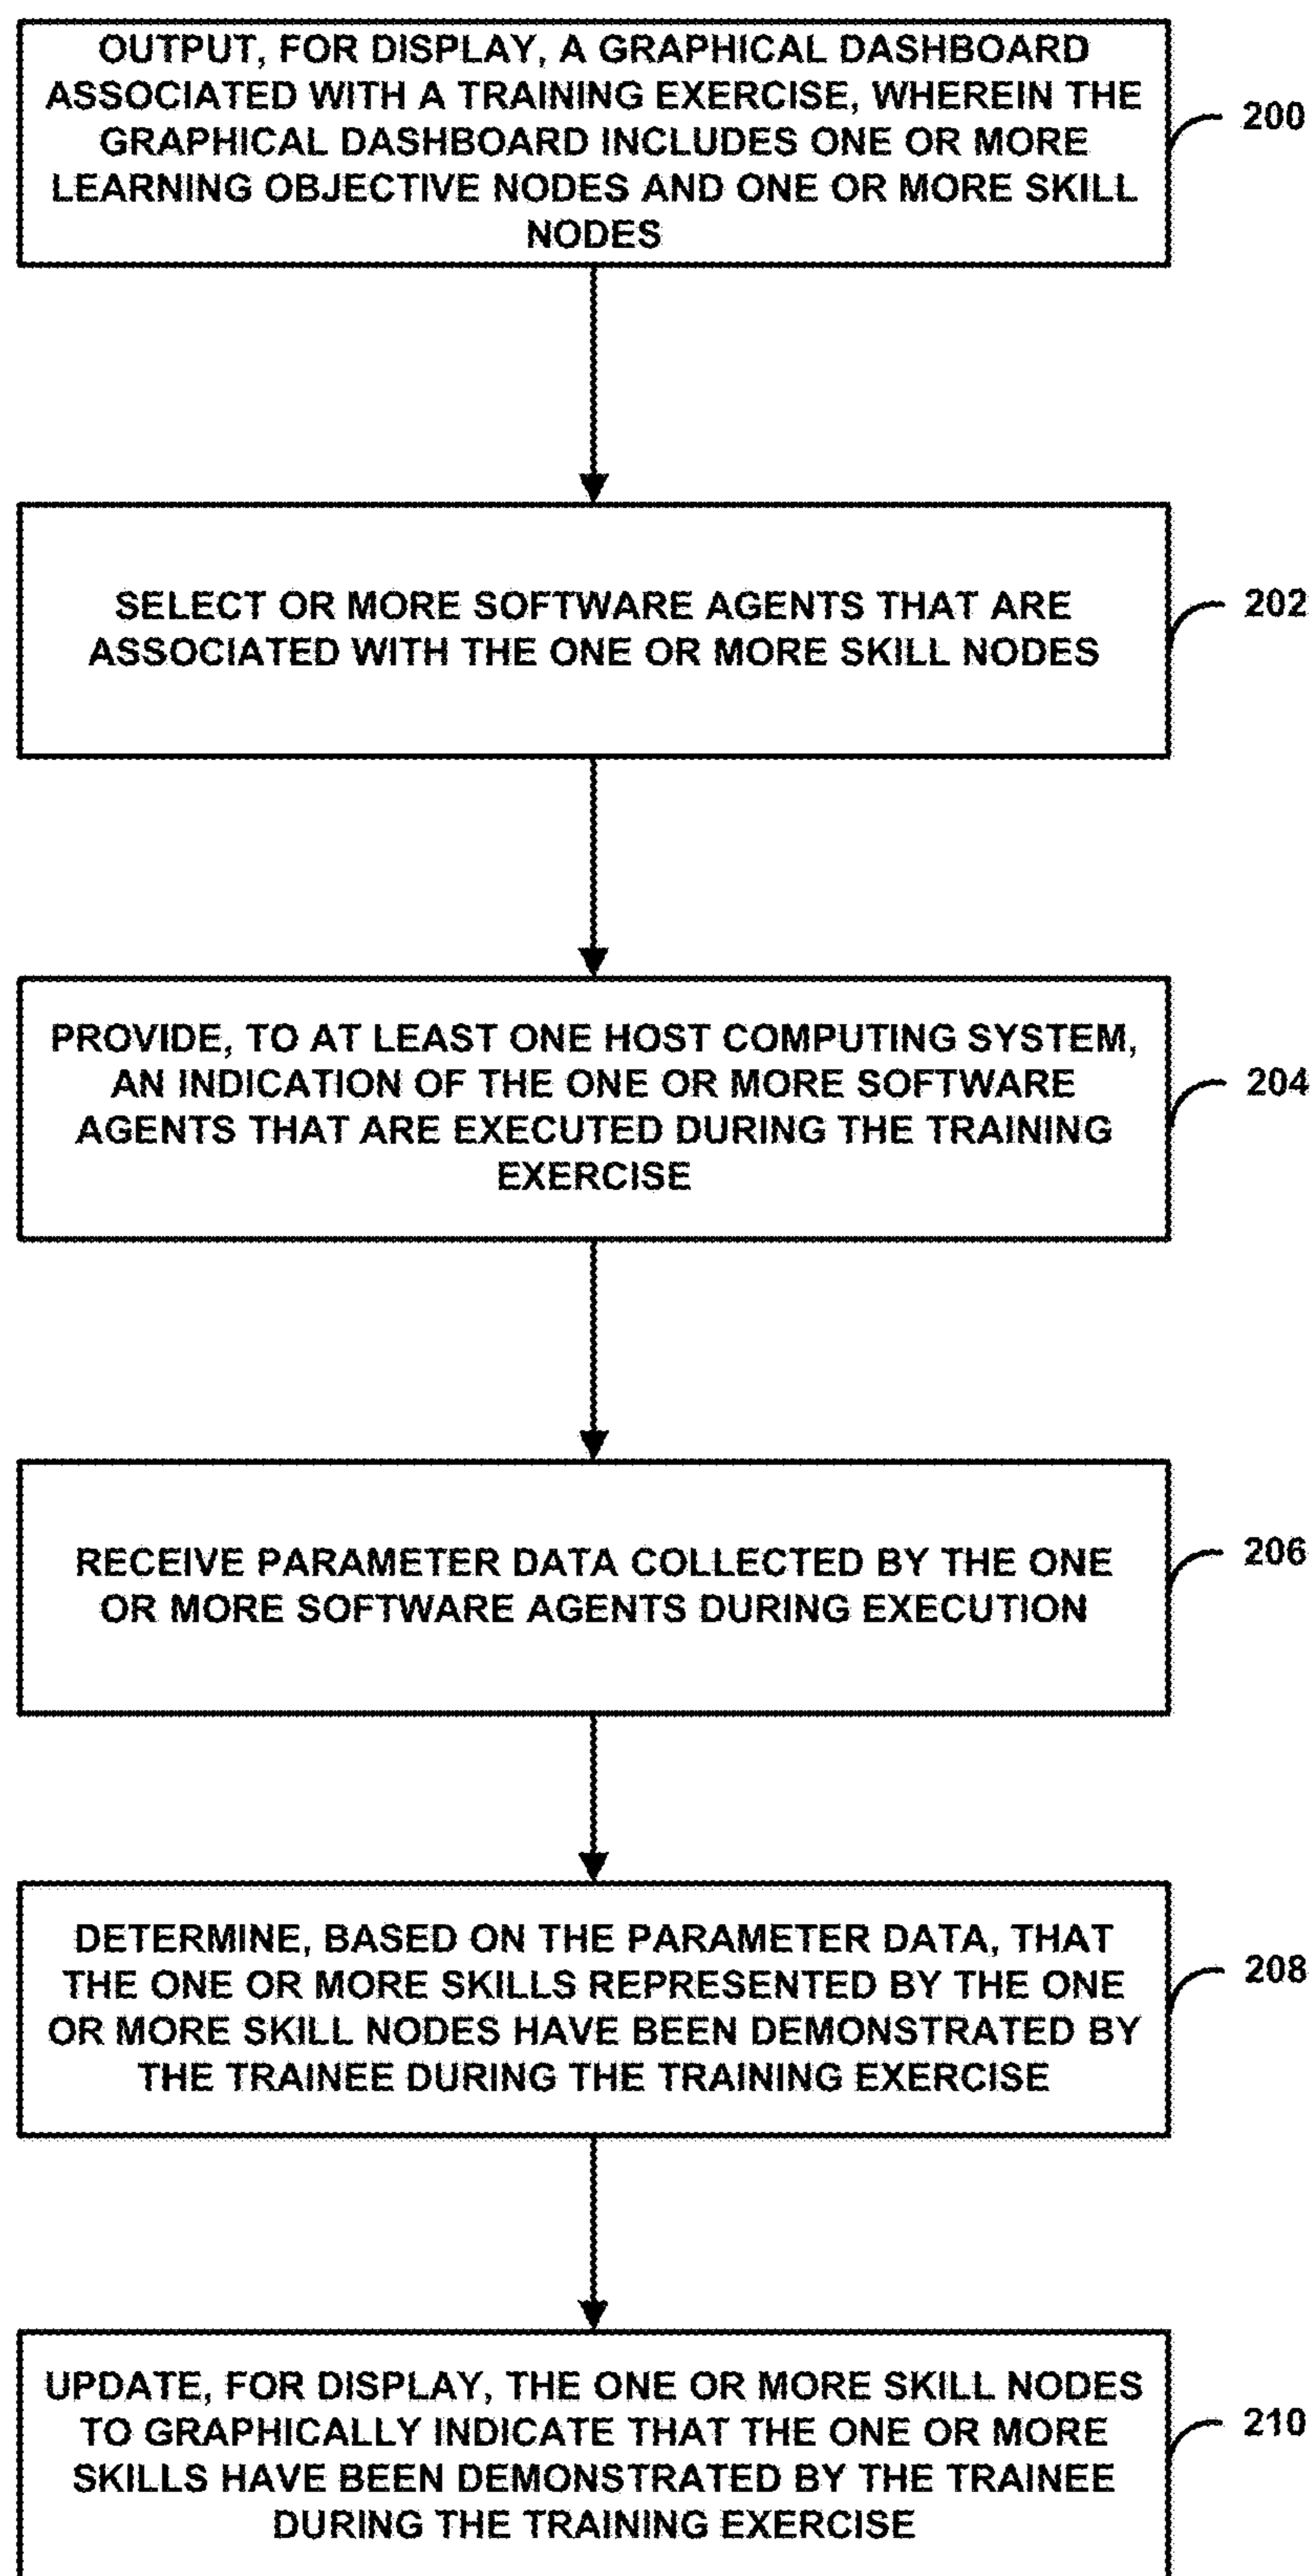 OUTPUT, FOR DISPLAY, A GRAPHICAL DASHBOARD
ASSOCIATED WITH A TRAINING EXERCISE, WHEREIN THE
GRAPHICAL DASHBOARD INCLUDES ONE OR MORE
LEARNING OBJECTIVE NODES AND ONE OR MORE SKILL
NODES
200
SELECT OR MORE SOFTWARE AGENTS THAT ARE
ASSOCIATED WITH THE ONE OR MORE SKILL NODES
202
PROVIDE, TO AT LEAST ONE HOST COMPUTING SYSTEM,
AN INDICATION OF THE ONE OR MORE SOFTWARE
AGENTS THAT ARE EXECUTED DURING THE TRAINING
EXERCISE
204
RECEIVE PARAMETER DATA COLLECTED BY THE ONE
OR MORE SOFTWARE AGENTS DURING EXECUTION
206
DETERMINE, BASED ON THE PARAMETER DATA, THAT
THE ONE OR MORE SKILLS REPRESENTED BY THE ONE
OR MORE SKILL NODES HAVE BEEN DEMONSTRATED BY
THE TRAINEE DURING THE TRAINING EXERCISE
208
UPDATE, FOR DISPLAY, THE ONE OR MORE SKILL NODES
TO GRAPHICALLY INDICATE THAT THE ONE OR MORE
SKILLS HAVE BEEN DEMONSTRATED BY THE TRAINEE
DURING THE TRAINING EXERCISE
210